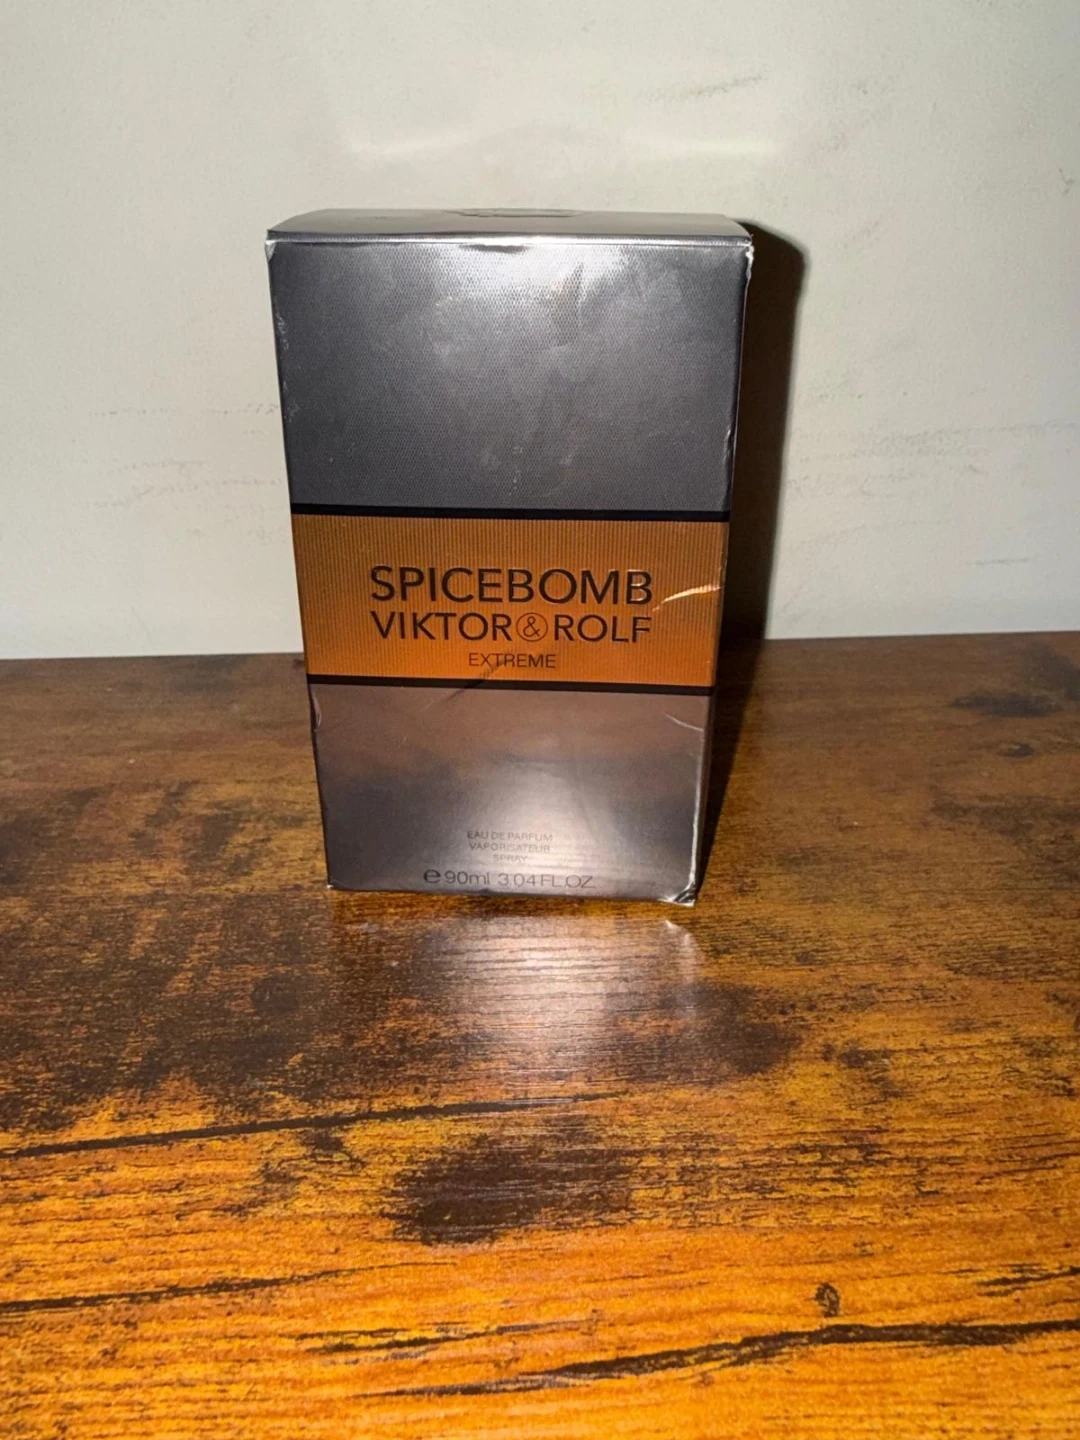 SPICEBOMB
VIKTOR & ROLF
EXTREME
EAU DE PARFUM
VAPORISATEUR
SPRAY
℮ 90ml 3.04 FL.OZ.